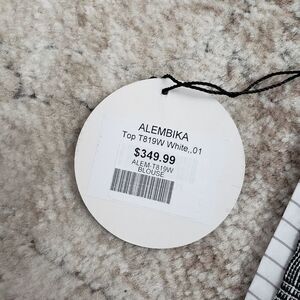 ALEMBIKA
Top T819W White,.01
$349.99
ALEM-T819W
BLOUSE